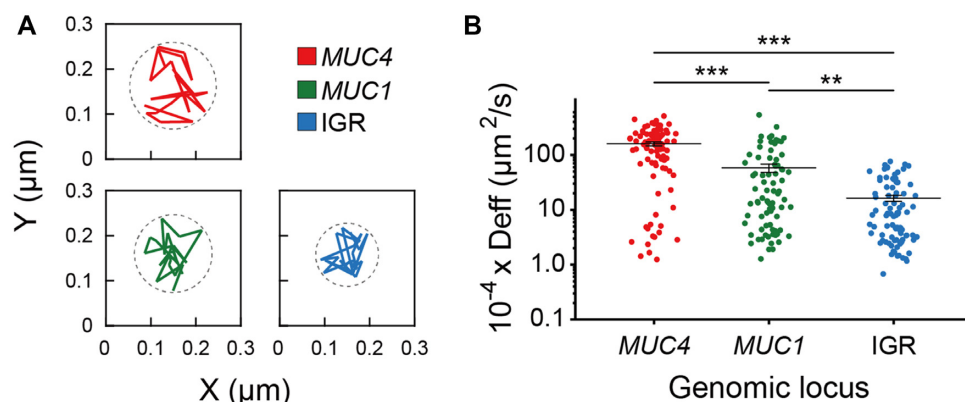 A
0.3
0.2
0.1
0
MUC4
MUC1
IGR
Y (µm)
0.3
0.2
0.1
0
0 0.1 0.2 0.3
0 0.1 0.2 0.3
X (µm)
B
***
*** **
10⁻⁴ x Deff (µm²/s)
100
10
1.0
0.1
MUC4 MUC1 IGR
Genomic locus